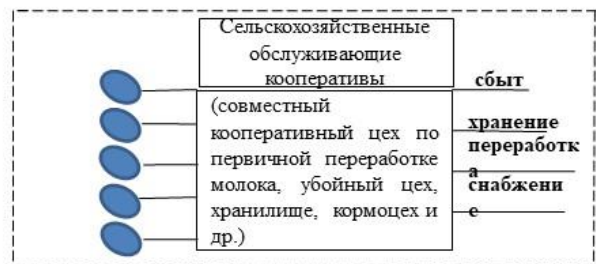 Сельскохозяйственные
обслуживающие
кооперативы
(совместный
кооперативный цех по
первичной переработке
молока, убойный цех,
хранилище, кормоцех и
др.)
сбыт
хранение
переработк
а
снабжени
е